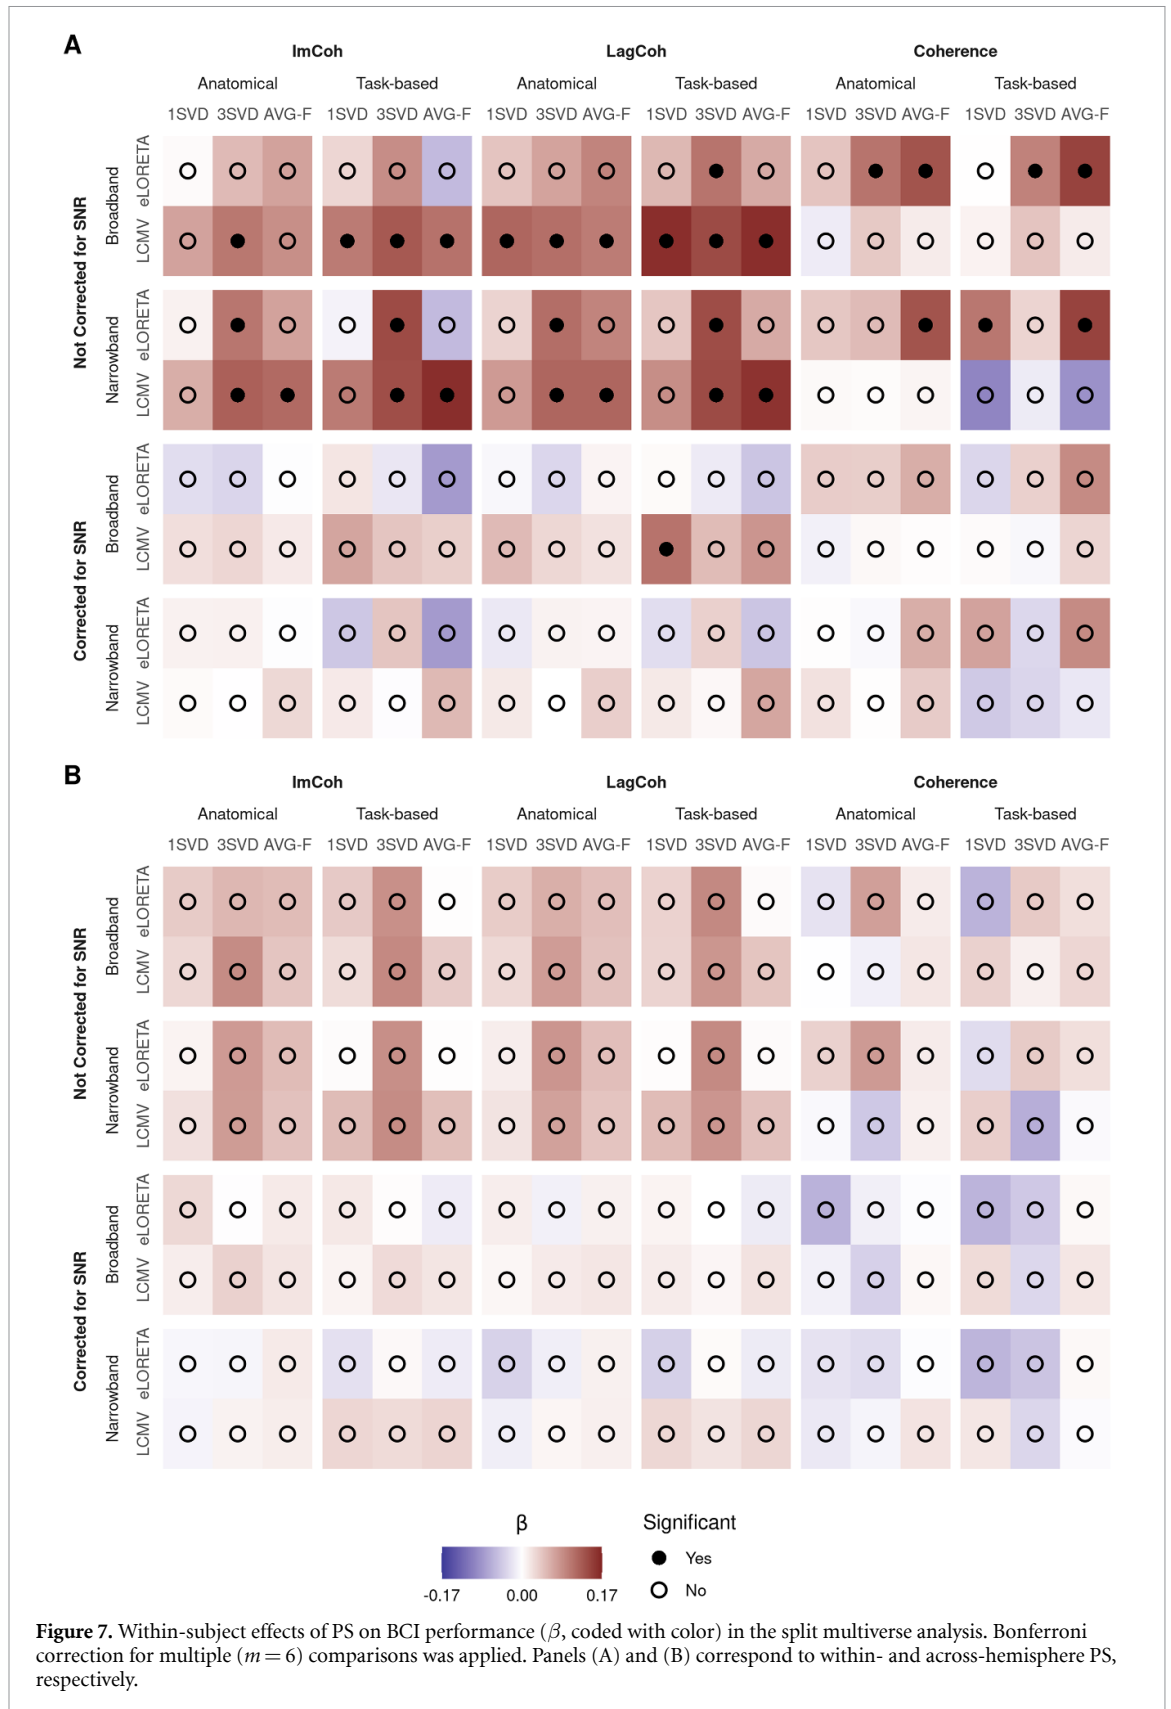 A
ImCoh LagCoh Coherence
Anatomical Task-based Anatomical Task-based Anatomical Task-based
1SVD 3SVD AVG-F 1SVD 3SVD AVG-F 1SVD 3SVD AVG-F 1SVD 3SVD AVG-F 1SVD 3SVD AVG-F 1SVD 3SVD AVG-F
Not Corrected for SNR
Broadband
eLORETA
LCMV
Narrowband
eLORETA
LCMV
Corrected for SNR
Broadband
eLORETA
LCMV
Narrowband
eLORETA
LCMV
B
ImCoh LagCoh Coherence
Anatomical Task-based Anatomical Task-based Anatomical Task-based
1SVD 3SVD AVG-F 1SVD 3SVD AVG-F 1SVD 3SVD AVG-F 1SVD 3SVD AVG-F 1SVD 3SVD AVG-F 1SVD 3SVD AVG-F
Not Corrected for SNR
Broadband
eLORETA
LCMV
Narrowband
eLORETA
LCMV
Corrected for SNR
Broadband
eLORETA
LCMV
Narrowband
eLORETA
LCMV
β
-0.17 0.00 0.17
Significant
Yes
No
Figure 7. Within-subject effects of PS on BCI performance (β, coded with color) in the split multiverse analysis. Bonferroni
correction for multiple (m = 6) comparisons was applied. Panels (A) and (B) correspond to within- and across-hemisphere PS,
respectively.